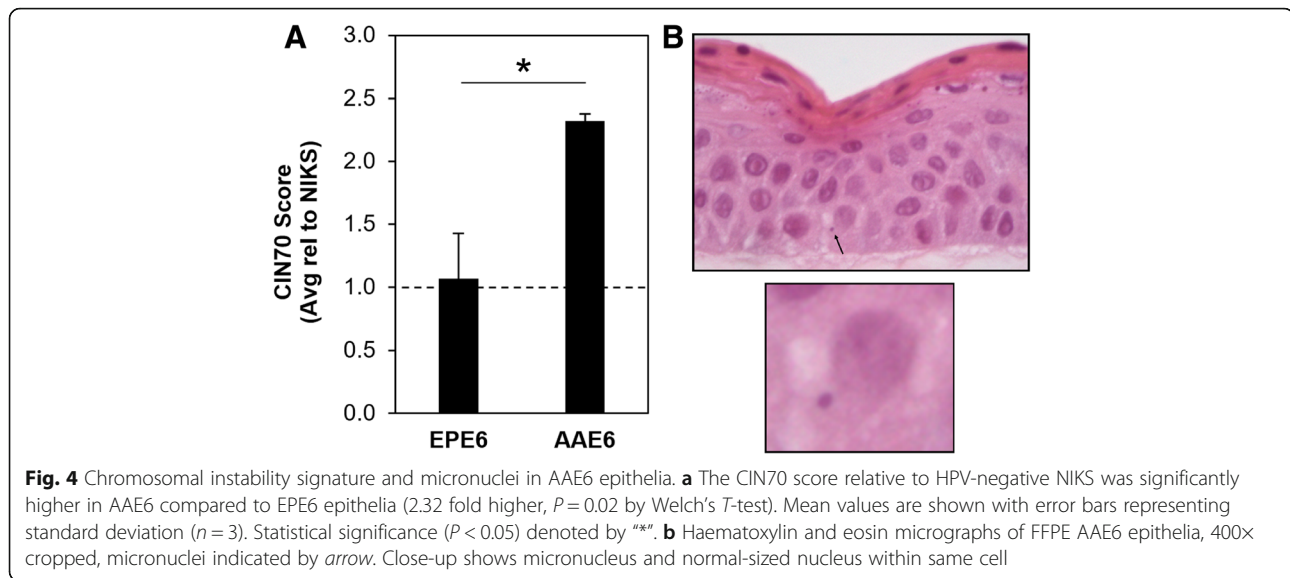 A
B
3.0
2.5
2.0
1.5
1.0
0.5
0.0
*
CIN70 Score
(Avg rel to NIKS)
EPE6
AAE6
Fig. 4 Chromosomal instability signature and micronuclei in AAE6 epithelia. a The CIN70 score relative to HPV-negative NIKS was significantly
higher in AAE6 compared to EPE6 epithelia (2.32 fold higher, P = 0.02 by Welch's T-test). Mean values are shown with error bars representing
standard deviation (n = 3). Statistical significance (P < 0.05) denoted by “*”. b Haematoxylin and eosin micrographs of FFPE AAE6 epithelia, 400×
cropped, micronuclei indicated by arrow. Close-up shows micronucleus and normal-sized nucleus within same cell